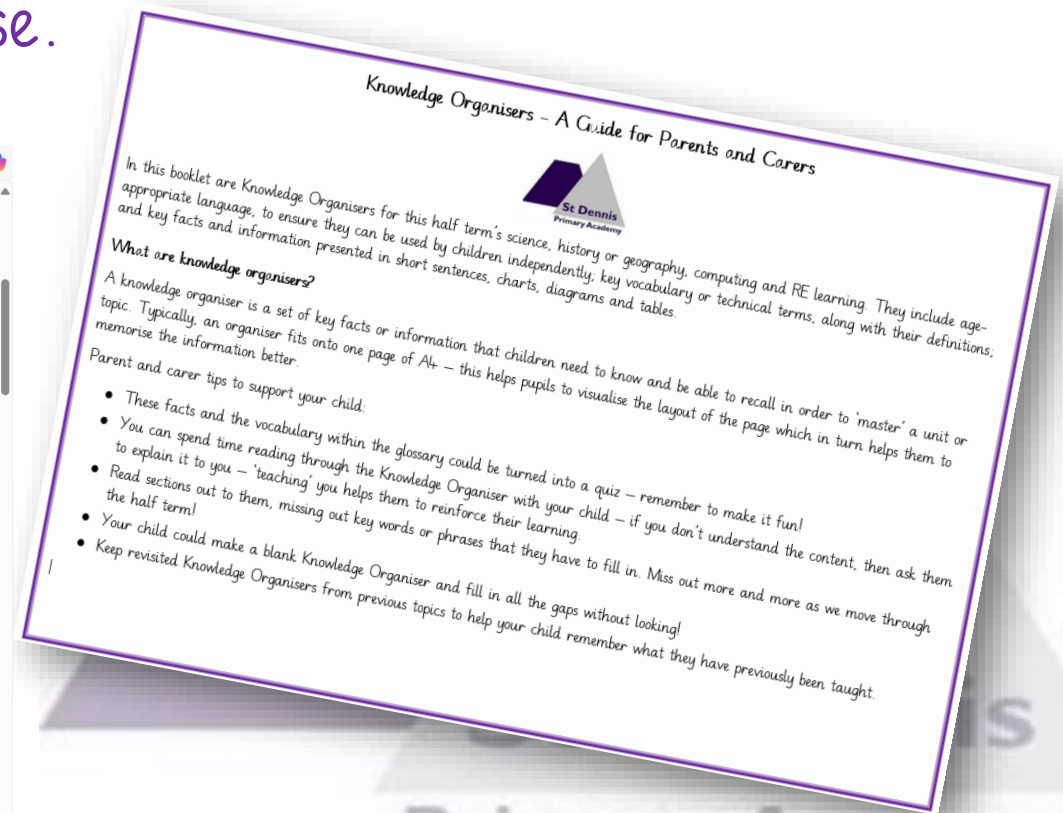 se.
Knowledge Organisers – A Guide for Parents and Carers
St Dennis
Primary Academy
In this booklet are Knowledge Organisers for this half term's science, history or geography, computing and RE learning. They include age-
appropriate language, to ensure they can be used by children independently; key vocabulary or technical terms, along with their definitions;
and key facts and information presented in short sentences, charts, diagrams and tables.
What are knowledge organisers?
A knowledge organiser is a set of key facts or information that children need to know and be able to recall in order to 'master' a unit or
topic. Typically, an organiser fits onto one page of A4 – this helps pupils to visualise the layout of the page which in turn helps them to
memorise the information better.
Parent and carer tips to support your child:
• These facts and the vocabulary within the glossary could be turned into a quiz – remember to make it fun!
• You can spend time reading through the Knowledge Organiser with your child – if you don't understand the content, then ask them
to explain it to you – 'teaching' you helps them to reinforce their learning.
• Read sections out to them, missing out key words or phrases that they have to fill in. Miss out more and more as we move through
the half term!
• Your child could make a blank Knowledge Organiser and fill in all the gaps without looking!
• Keep revisited Knowledge Organisers from previous topics to help your child remember what they have previously been taught.
is